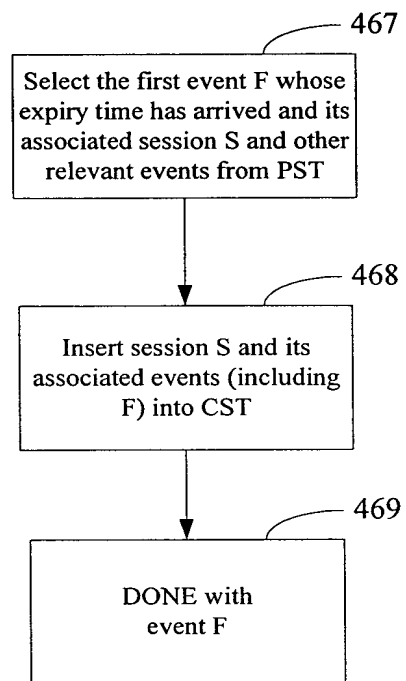 467
Select the first event F whose
expiry time has arrived and its
associated session S and other
relevant events from PST
468
Insert session S and its
associated events (including
F) into CST
469
DONE with
event F